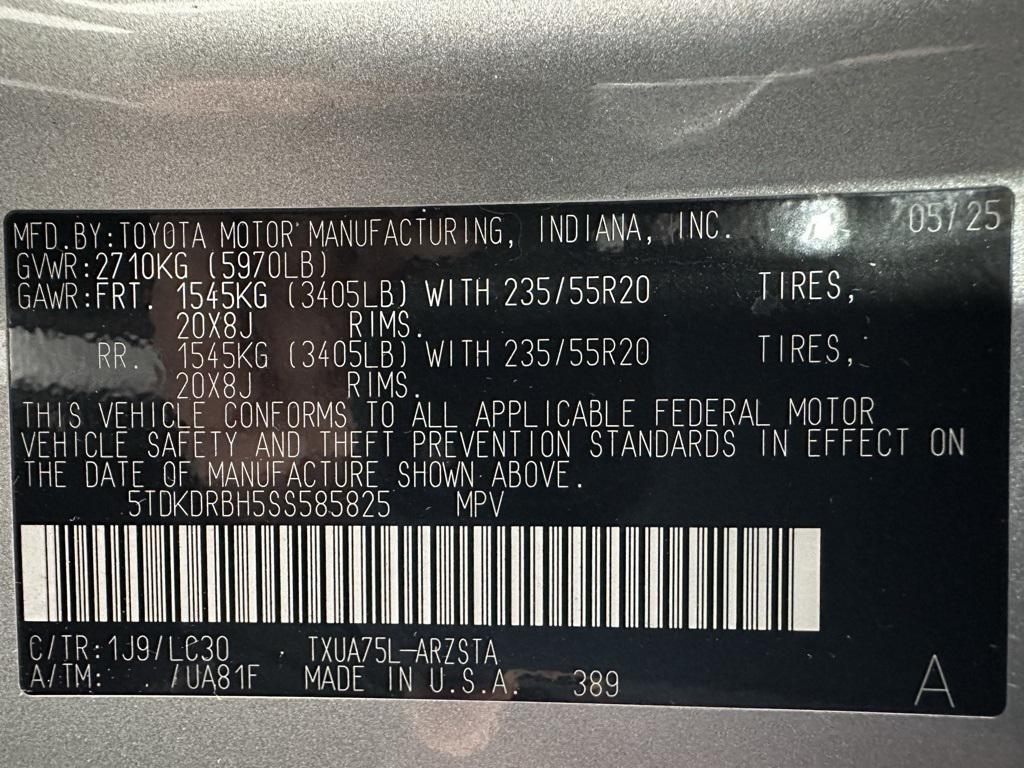 MFD.BY:TOYOTA MOTOR MANUFACTURING, INDIANA, INC. 05/25
GVWR:2710KG (5970LB)
GAWR:FRT. 1545KG (3405LB) WITH 235/55R20 TIRES,
20X8J RIMS.
RR. 1545KG (3405LB) WITH 235/55R20 TIRES,
20X8J RIMS.
THIS VEHICLE CONFORMS TO ALL APPLICABLE FEDERAL MOTOR
VEHICLE SAFETY AND THEFT PREVENTION STANDARDS IN EFFECT ON
THE DATE OF MANUFACTURE SHOWN ABOVE.
5TDKDRBH5SS585825 MPV
C/TR:1J9/LC30 TXUA75L-ARZSTA
A/TM: /UA81F MADE IN U.S.A. 389
A